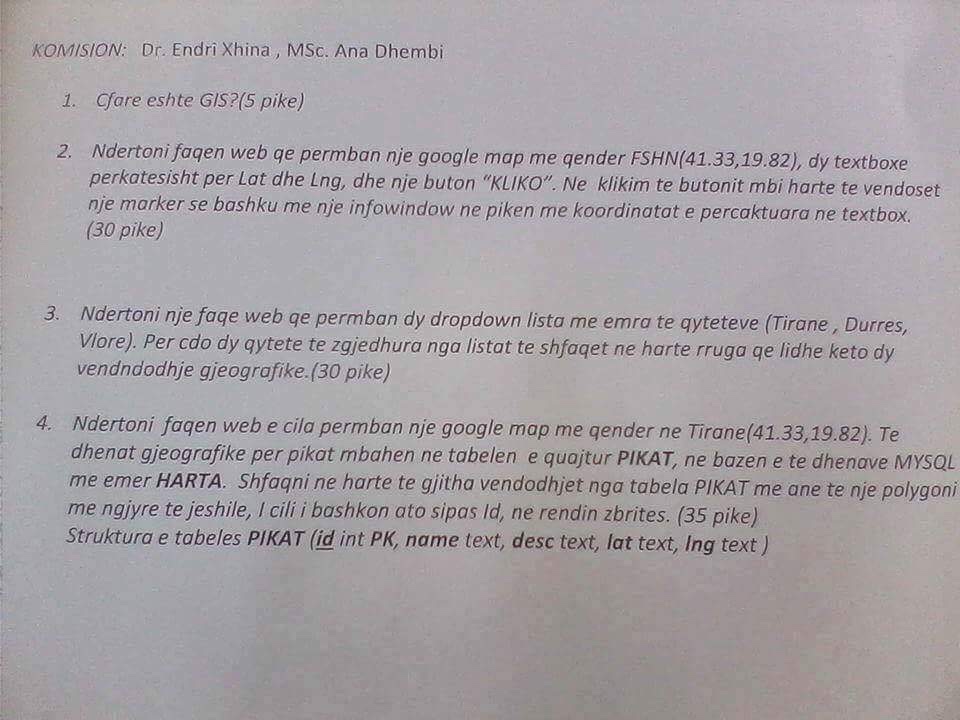 KOMISION: Dr. Endri Xhina , MSc. Ana Dhembi
1. Cfare eshte GIS?(5 pike)
2. Ndertoni faqen web qe permban nje google map me qender FSHN(41.33,19.82), dy textboxe
perkatesisht per Lat dhe Lng, dhe nje buton “KLIKO”. Ne klikim te butonit mbi harte te vendoset
nje marker se bashku me nje infowindow ne piken me koordinatat e percaktuara ne textbox.
(30 pike)
3. Ndertoni nje faqe web qe permban dy dropdown lista me emra te qyteteve (Tirane , Durres,
Vlore). Per cdo dy qytete te zgjedhura nga listat te shfaqet ne harte rruga qe lidhe keto dy
vendndodhje gjeografike.(30 pike)
4. Ndertoni faqen web e cila permban nje google map me qender ne Tirane(41.33,19.82). Te
dhenat gjeografike per pikat mbahen ne tabelen e quajtur PIKAT, ne bazen e te dhenave MYSQL
me emer HARTA. Shfaqni ne harte te gjitha vendodhjet nga tabela PIKAT me ane te nje polygoni
me ngjyre te jeshile, I cili i bashkon ato sipas Id, ne rendin zbrites. (35 pike)
Struktura e tabeles PIKAT (id int PK, name text, desc text, lat text, lng text )